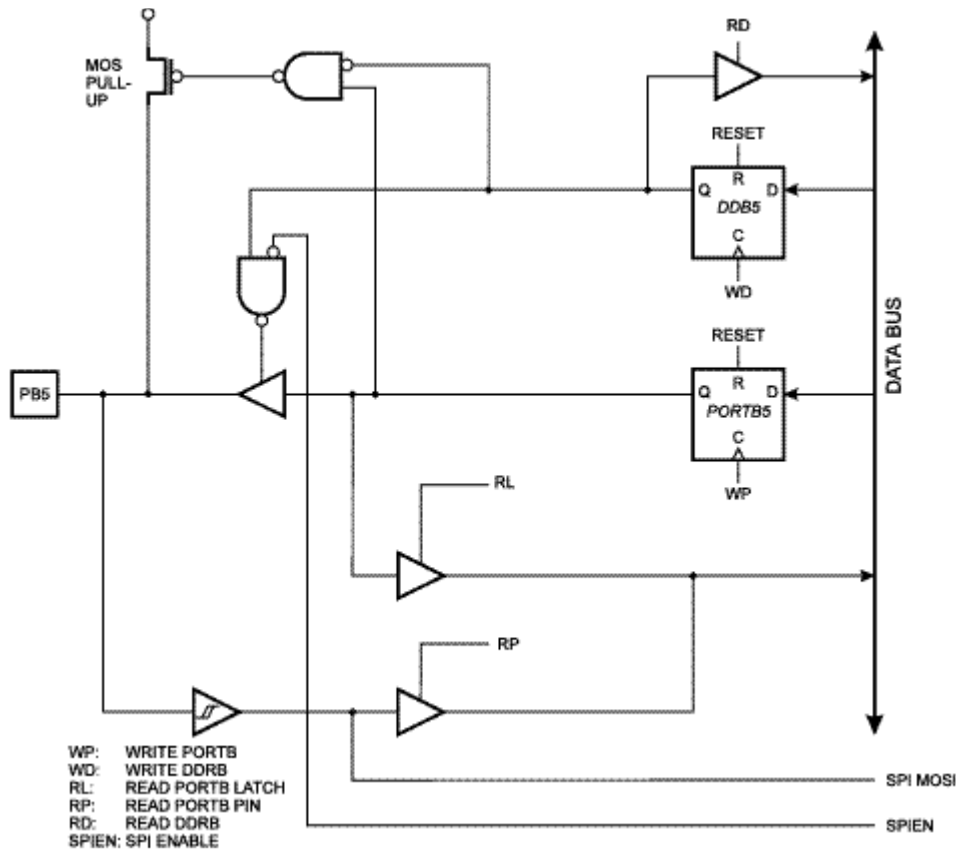 MOS
PULL-
UP
RD
RESET
R
Q
D
DDB5
C
WD
RESET
R
Q
D
PORTB5
C
WP
DATA BUS
PB5
RL
RP
WP: WRITE PORTB
WD: WRITE DDRB
RL: READ PORTB LATCH
RP: READ PORTB PIN
RD: READ DDRB
SPIEN: SPI ENABLE
SPI MOSI
SPIEN